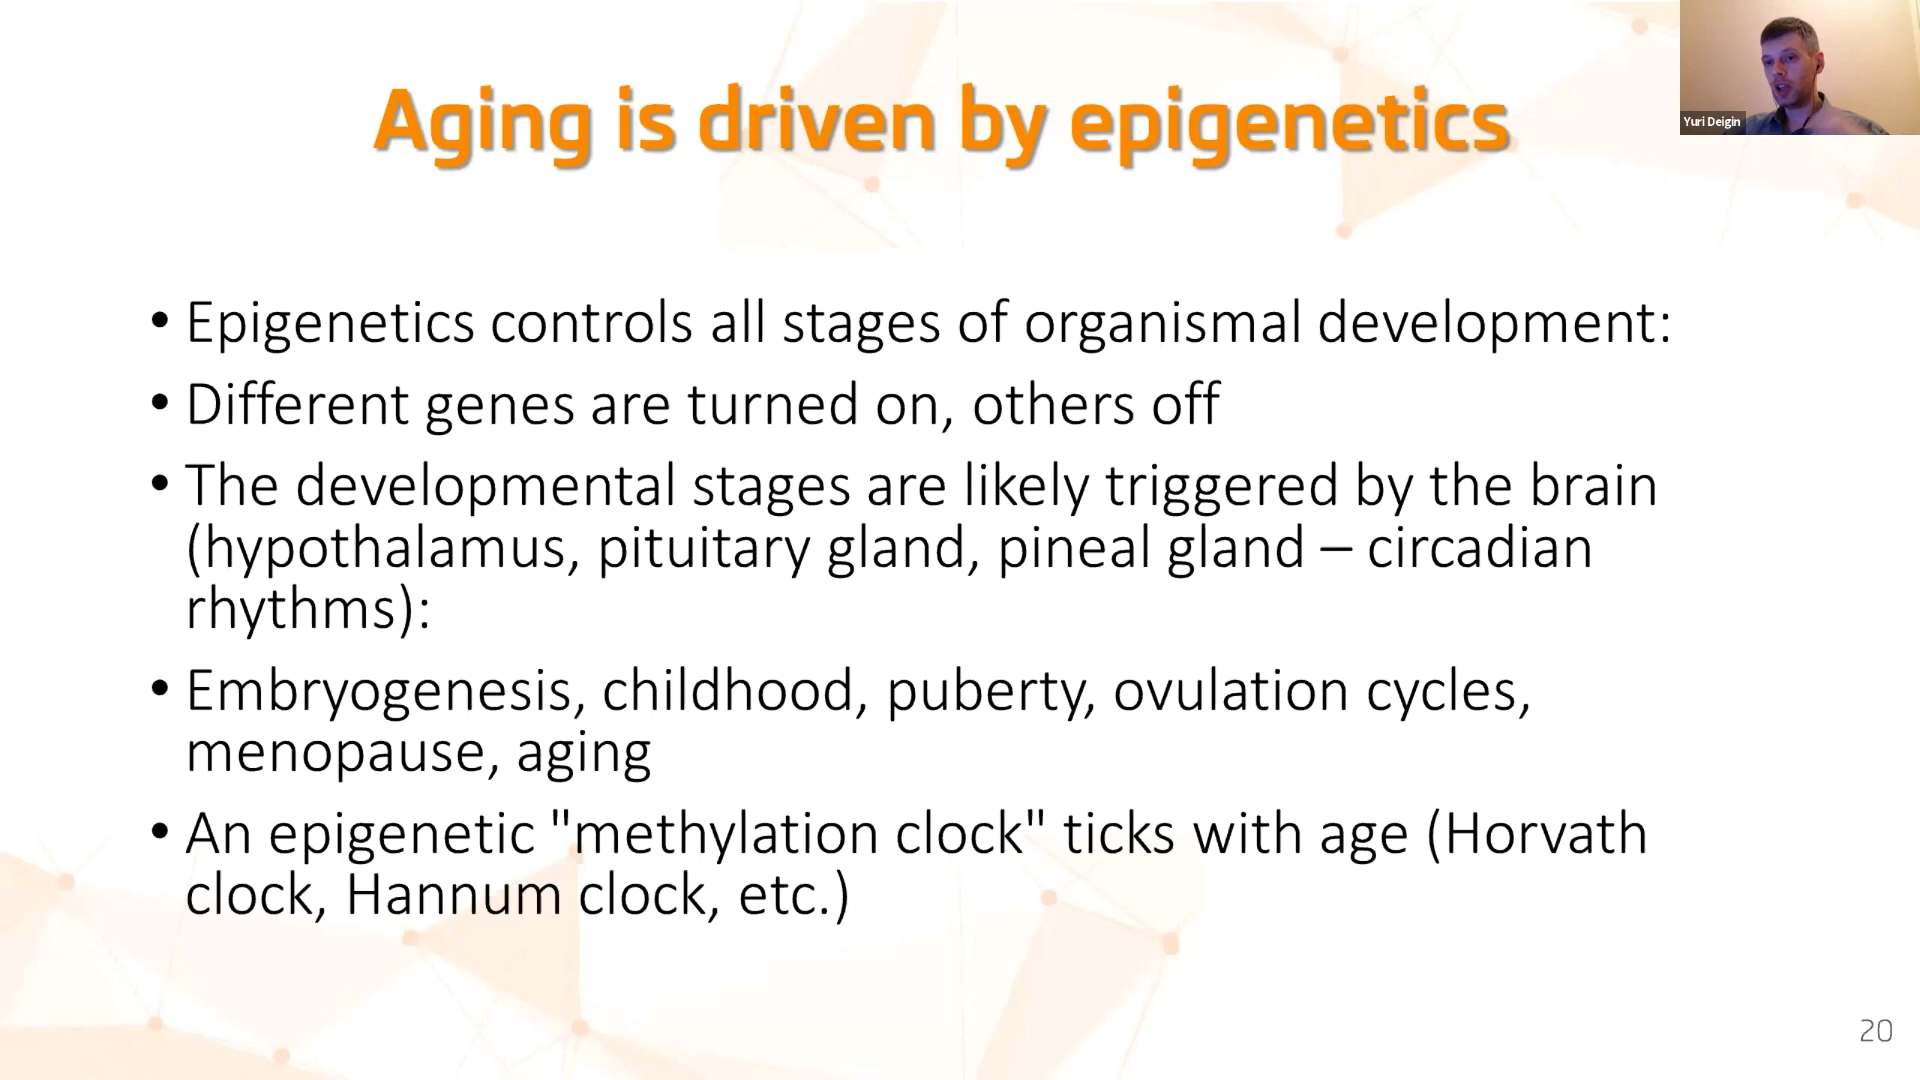 Aging is driven by epigenetics
Yuri Deigin
• Epigenetics controls all stages of organismal development:
• Different genes are turned on, others off
• The developmental stages are likely triggered by the brain
(hypothalamus, pituitary gland, pineal gland – circadian
rhythms):
• Embryogenesis, childhood, puberty, ovulation cycles,
menopause, aging
• An epigenetic "methylation clock" ticks with age (Horvath
clock, Hannum clock, etc.)
20